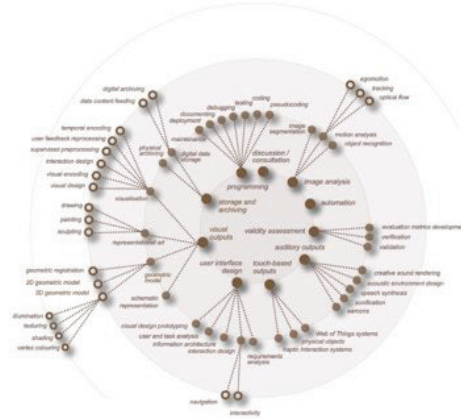 egomotion
tracking
optical flow
digital archiving
data content feeding
coding
testing
debugging
pseudocoding
documenting
deployment
maintenance
image
segmentation
motion analysis
object recognition
temporal encoding
user feedback reprocessing
supervised preprocessing
interaction design
visual encoding
visual design
physical
archiving
digital data
storage
discussion /
consultation
programming
image analysis
visualisation
storage and archiving
automation
drawing
painting
sculpting
representational art
visual
outputs
validity assessment
auditory outputs
evaluation metrics development
verification
validation
user interface
design
touch-based
outputs
geometric registration
2D geometric model
3D geometric model
geometric
model
schematic
representation
creative sound rendering
acoustic environment design
speech synthesis
sonification
earcons
illumination
texturing
shading
vertex colouring
visual design prototyping
user and task analysis
information architecture
interaction design
requirements
analysis
Web of Things systems
physical objects
haptic interaction systems
navigation
interactivity